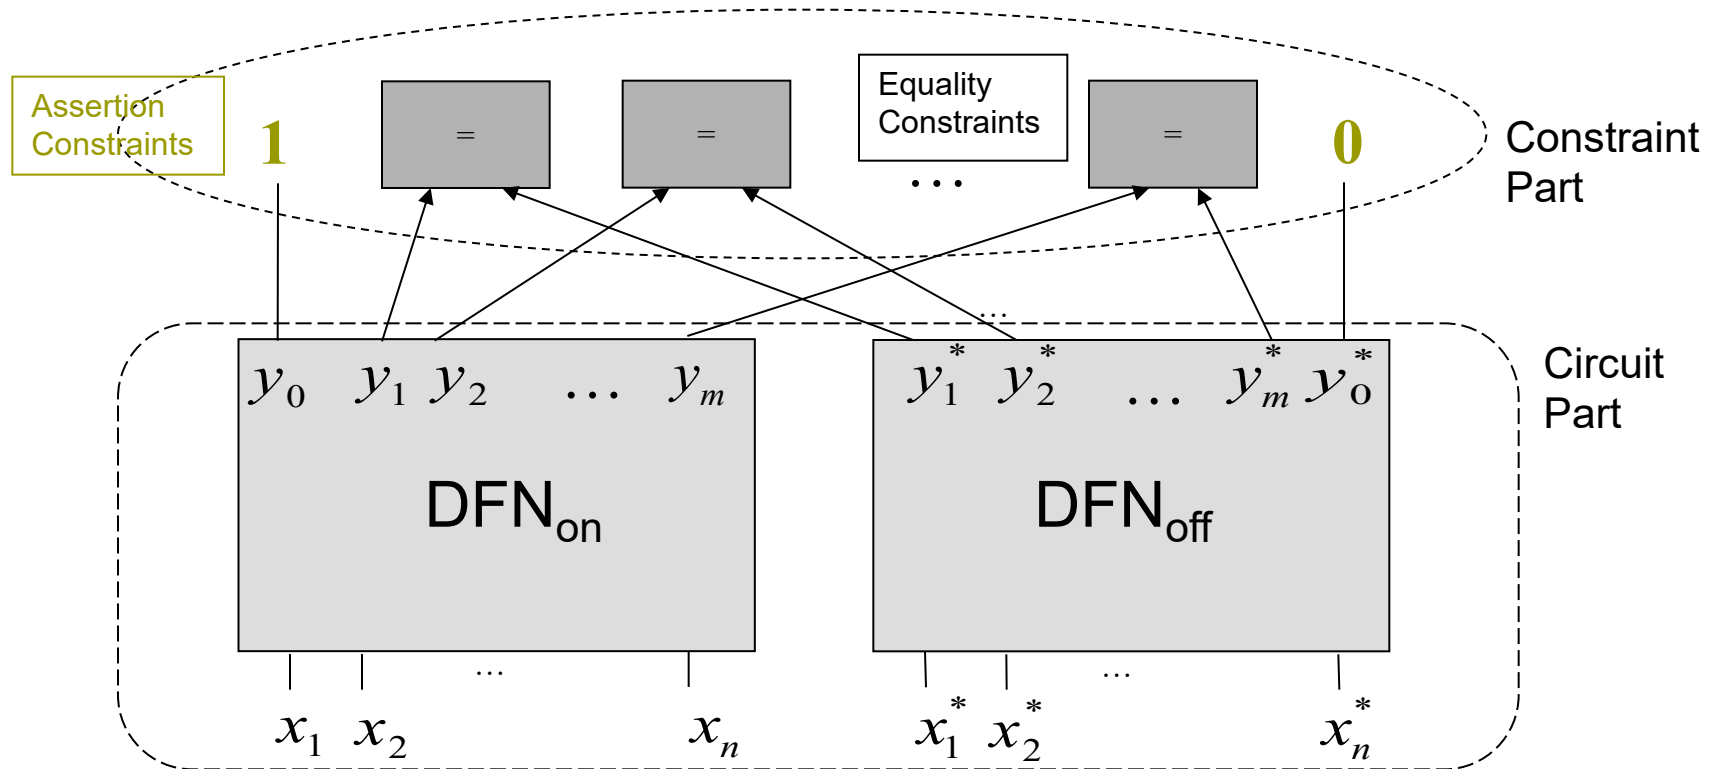 Assertion
Constraints
1
=
=
Equality
Constraints
...
=
0
Constraint
Part
...
y₀ y₁ y₂ ... yₘ
y₁* y₂* ... yₘ* y₀*
Circuit
Part
DFNₒₙ
DFN_off
...
...
x₁ x₂ xₙ
x₁* x₂* xₙ*